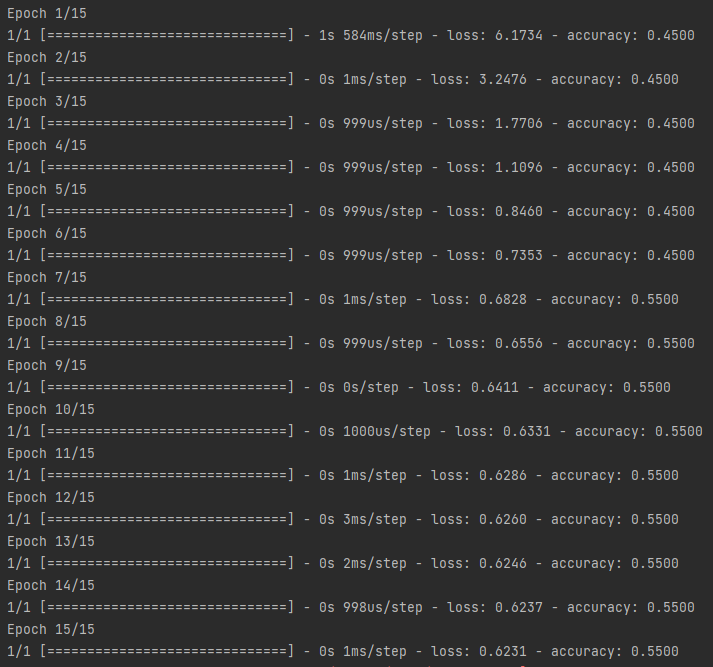 Epoch 1/15
1/1 [==============================] - 1s 584ms/step - loss: 6.1734 - accuracy: 0.4500
Epoch 2/15
1/1 [==============================] - 0s 1ms/step - loss: 3.2476 - accuracy: 0.4500
Epoch 3/15
1/1 [==============================] - 0s 999us/step - loss: 1.7706 - accuracy: 0.4500
Epoch 4/15
1/1 [==============================] - 0s 999us/step - loss: 1.1096 - accuracy: 0.4500
Epoch 5/15
1/1 [==============================] - 0s 999us/step - loss: 0.8460 - accuracy: 0.4500
Epoch 6/15
1/1 [==============================] - 0s 999us/step - loss: 0.7353 - accuracy: 0.4500
Epoch 7/15
1/1 [==============================] - 0s 1ms/step - loss: 0.6828 - accuracy: 0.5500
Epoch 8/15
1/1 [==============================] - 0s 999us/step - loss: 0.6556 - accuracy: 0.5500
Epoch 9/15
1/1 [==============================] - 0s 0s/step - loss: 0.6411 - accuracy: 0.5500
Epoch 10/15
1/1 [==============================] - 0s 1000us/step - loss: 0.6331 - accuracy: 0.5500
Epoch 11/15
1/1 [==============================] - 0s 1ms/step - loss: 0.6286 - accuracy: 0.5500
Epoch 12/15
1/1 [==============================] - 0s 3ms/step - loss: 0.6260 - accuracy: 0.5500
Epoch 13/15
1/1 [==============================] - 0s 2ms/step - loss: 0.6246 - accuracy: 0.5500
Epoch 14/15
1/1 [==============================] - 0s 998us/step - loss: 0.6237 - accuracy: 0.5500
Epoch 15/15
1/1 [==============================] - 0s 1ms/step - loss: 0.6231 - accuracy: 0.5500